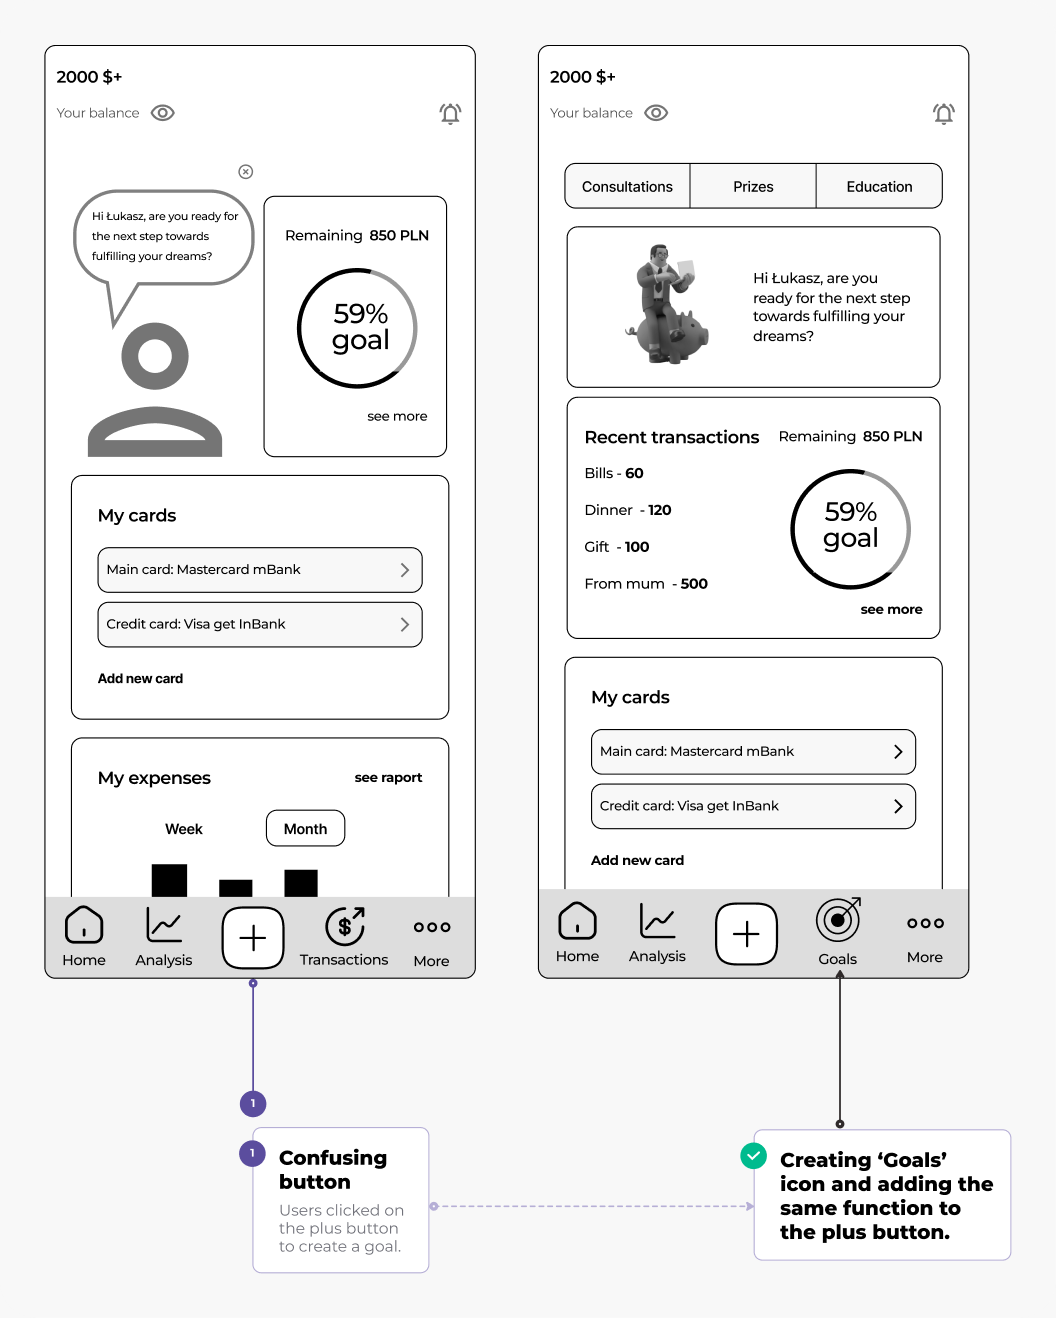 2000 $+
Your balance
Hi Łukasz, are you ready for
the next step towards
fulfilling your dreams?
Remaining 850 PLN
59%
goal
see more
My cards
Main card: Mastercard mBank
Credit card: Visa get InBank
Add new card
My expenses
see raport
Week
Month
Home
Analysis
Transactions
More
2000 $+
Your balance
Consultations
Prizes
Education
Hi Łukasz, are you
ready for the next step
towards fulfilling your
dreams?
Recent transactions
Remaining 850 PLN
Bills - 60
Dinner - 120
Gift - 100
From mum - 500
59%
goal
see more
My cards
Main card: Mastercard mBank
Credit card: Visa get InBank
Add new card
Home
Analysis
Goals
More
1
1
Confusing
button
Users clicked on
the plus button
to create a goal.
Creating ‘Goals’
icon and adding the
same function to
the plus button.